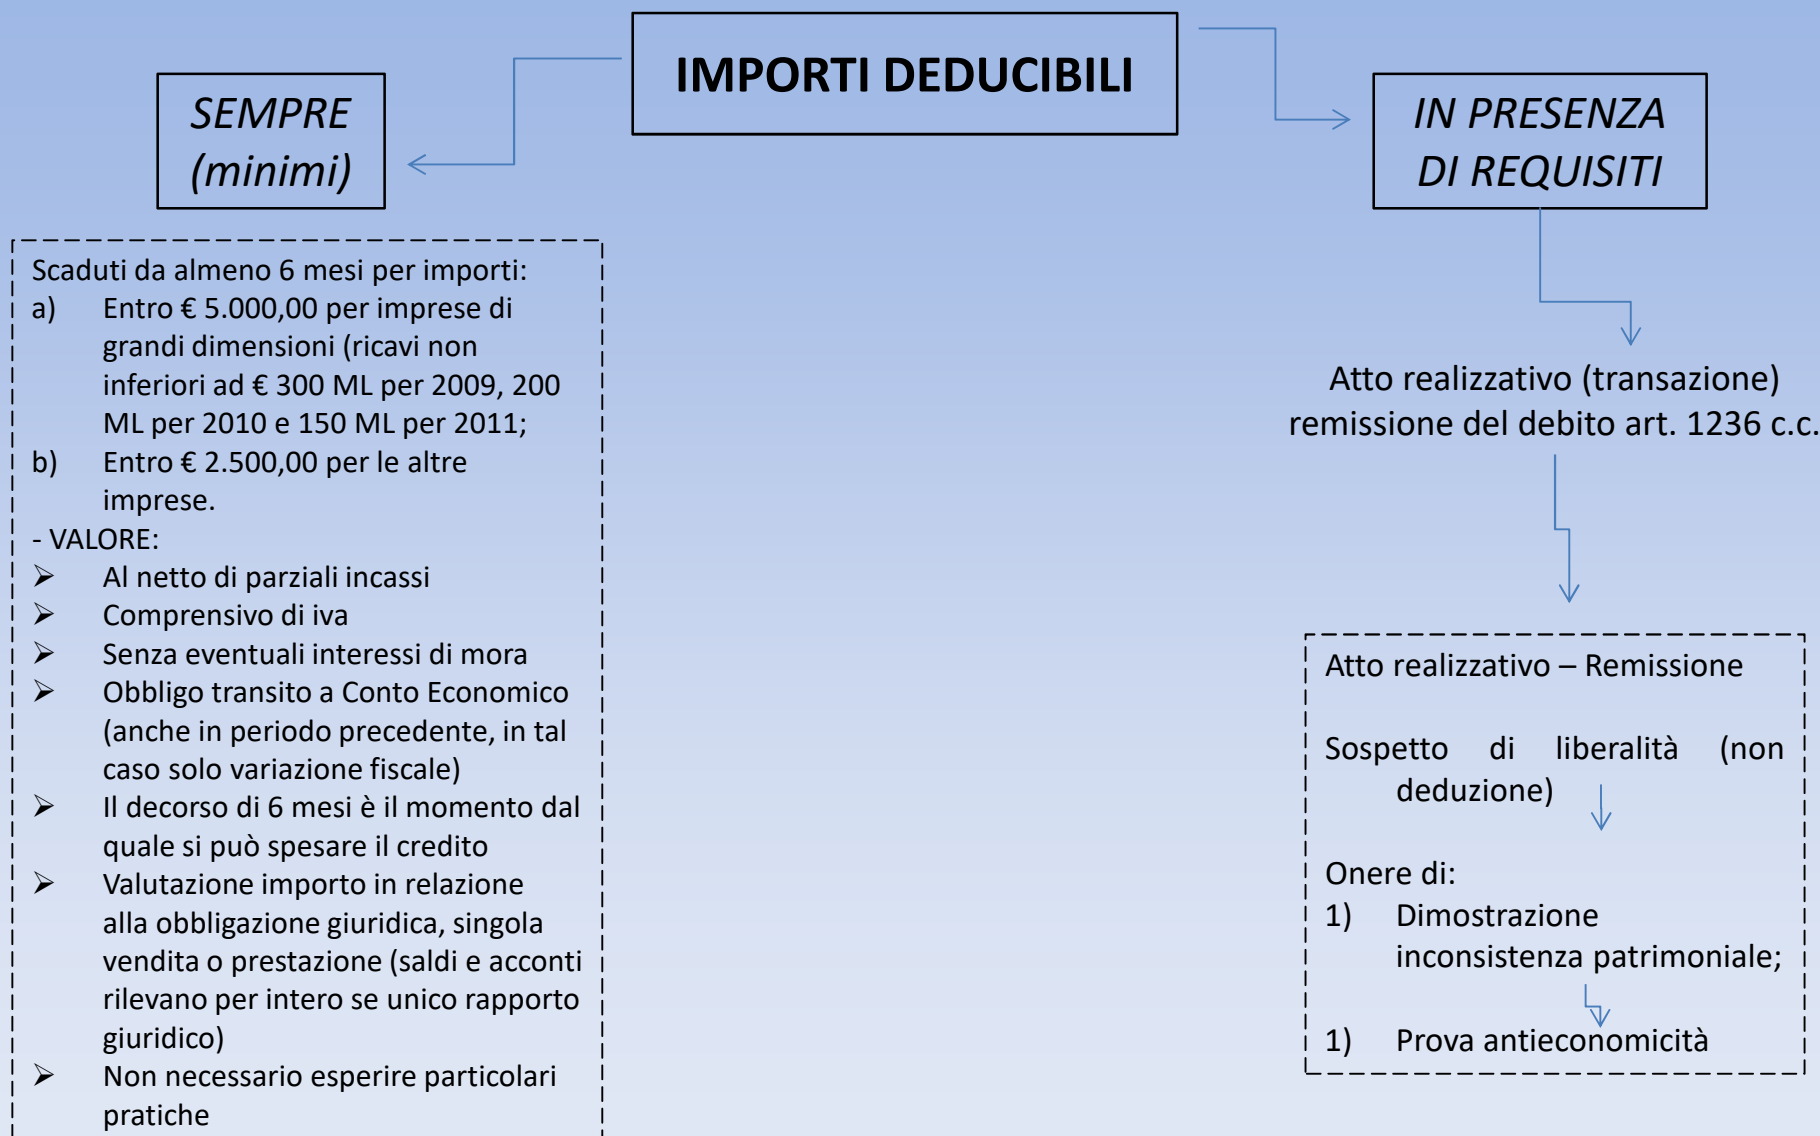 IMPORTI DEDUCIBILI
SEMPRE
(minimi)
Scaduti da almeno 6 mesi per importi:
a) Entro € 5.000,00 per imprese di
grandi dimensioni (ricavi non
inferiori ad € 300 ML per 2009, 200
ML per 2010 e 150 ML per 2011;
b) Entro € 2.500,00 per le altre
imprese.
- VALORE:
➢ Al netto di parziali incassi
➢ Comprensivo di iva
➢ Senza eventuali interessi di mora
➢ Obbligo transito a Conto Economico
(anche in periodo precedente, in tal
caso solo variazione fiscale)
➢ Il decorso di 6 mesi è il momento dal
quale si può spesare il credito
➢ Valutazione importo in relazione
alla obbligazione giuridica, singola
vendita o prestazione (saldi e acconti
rilevano per intero se unico rapporto
giuridico)
➢ Non necessario esperire particolari
pratiche
IN PRESENZA
DI REQUISITI
Atto realizzativo (transazione)
remissione del debito art. 1236 c.c.
Atto realizzativo – Remissione
Sospetto di liberalità (non
deduzione)
Onere di:
1) Dimostrazione
inconsistenza patrimoniale;
1) Prova antieconomicità